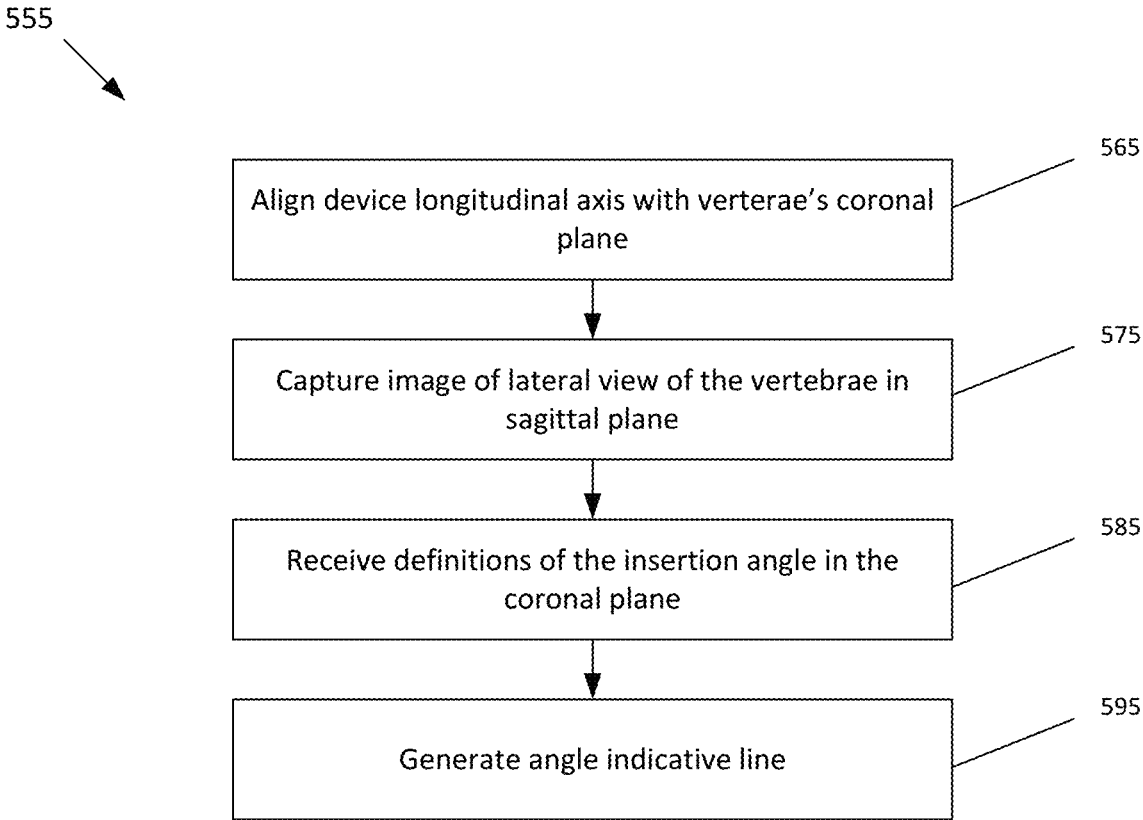 555
565
Align device longitudinal axis with verterae's coronal
plane
575
Capture image of lateral view of the vertebrae in
sagittal plane
585
Receive definitions of the insertion angle in the
coronal plane
595
Generate angle indicative line